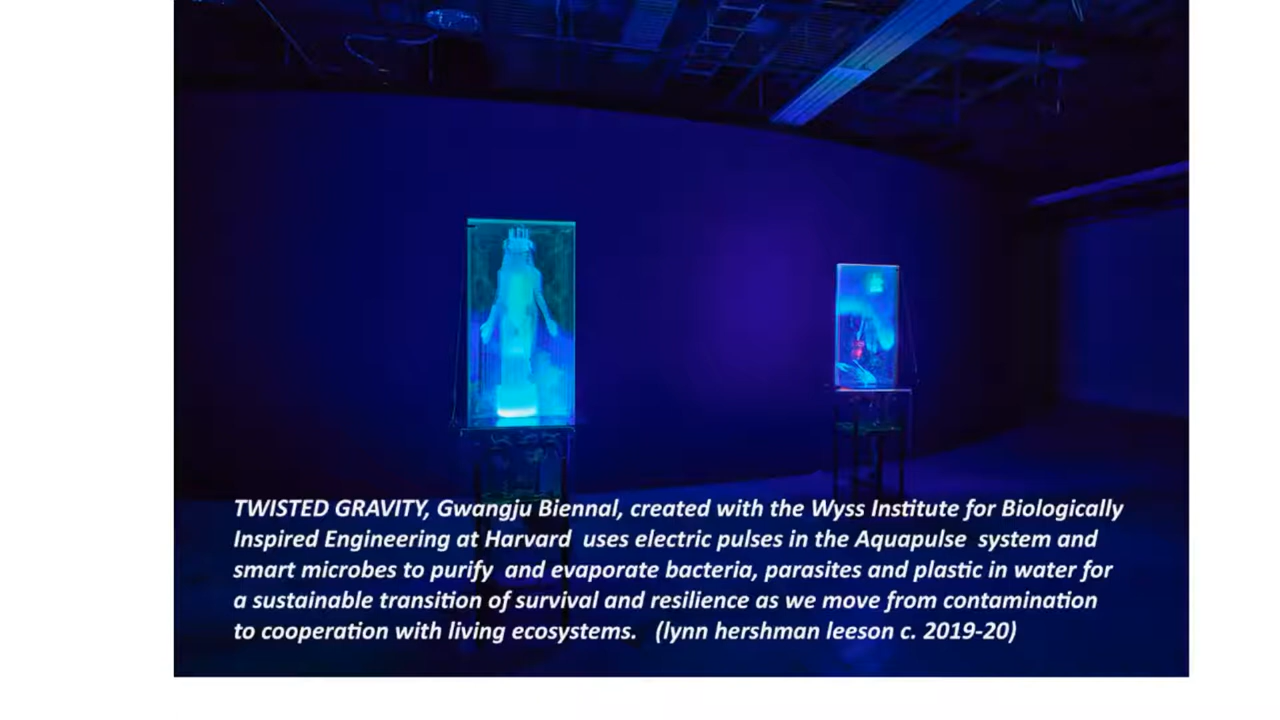 TWISTED GRAVITY, Gwangju Biennal, created with the Wyss Institute for Biologically
Inspired Engineering at Harvard uses electric pulses in the Aquapulse system and
smart microbes to purify and evaporate bacteria, parasites and plastic in water for
a sustainable transition of survival and resilience as we move from contamination
to cooperation with living ecosystems. (lynn hershman leeson c. 2019-20)